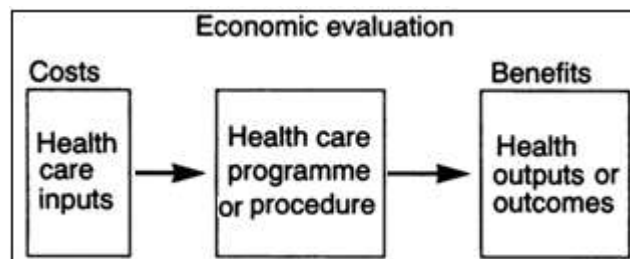 Economic evaluation
Costs
Benefits
Health
care
inputs
Health care
programme
or procedure
Health
outputs or
outcomes